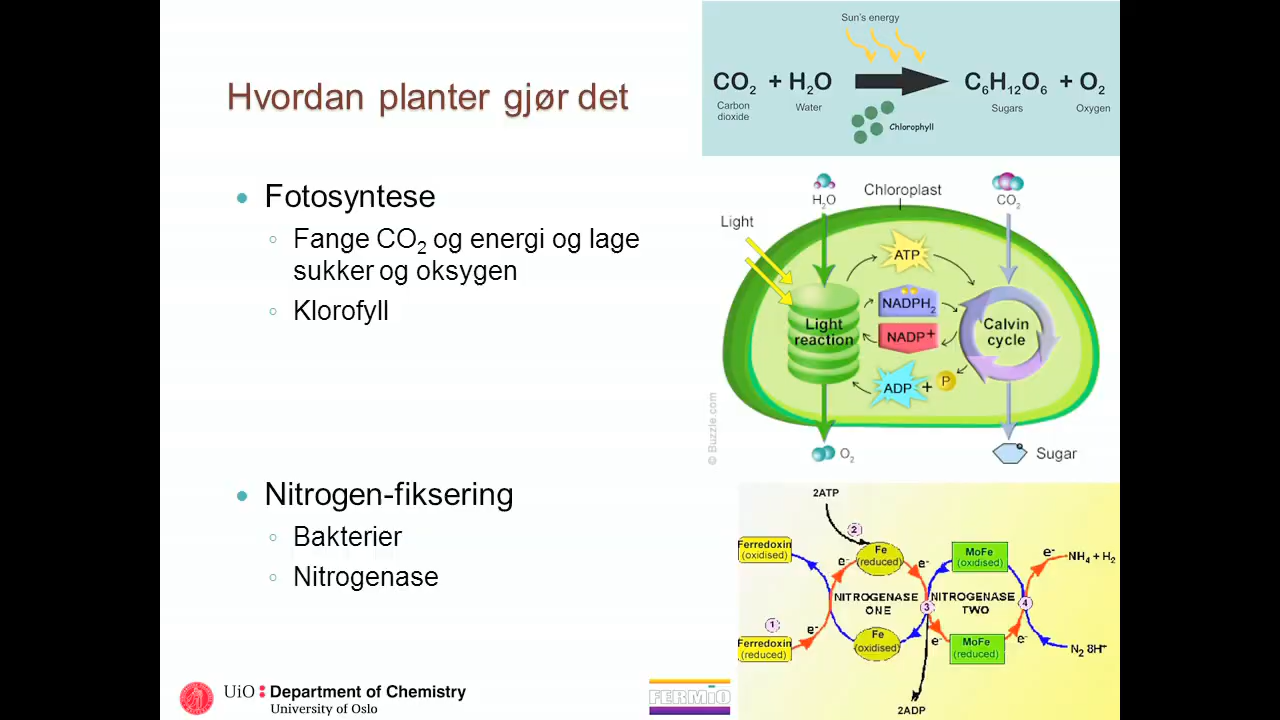 Hvordan planter gjør det
Fotosyntese
Fange CO₂ og energi og lage
sukker og oksygen
Klorofyll
Nitrogen-fiksering
Bakterier
Nitrogenase
Sun's energy
CO₂ + H₂O C₆H₁₂O₆ + O₂
Carbon
dioxide
Water
Sugars
Oxygen
Chlorophyll
H₂O
Chloroplast
CO₂
Light
ATP
NADPH₂
Light
reaction
NADP+
Calvin
cycle
ADP + P
O₂
Sugar
© Buzzle.com
2ATP
2
Ferredoxin
(oxidised)
e-
Fe
(reduced)
e-
MoFe
(oxidised)
e-
NH₄ + H₂
NITROGENASE
ONE
3
NITROGENASE
TWO
4
1
e-
Ferredoxin
(reduced)
Fe
(oxidised)
e-
MoFe
(reduced)
e-
N₂ 8H+
2ADP
UiO : Department of Chemistry
University of Oslo
FERMiO